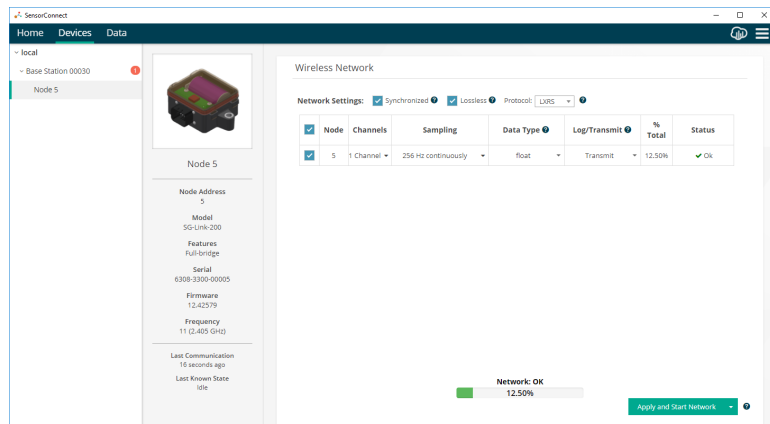 SensorConnect
Home Devices Data
local
Base Station 00030 1
Node 5
Node 5
Node Address
5
Model
SG-Link-200
Features
Full-bridge
Serial
6308-3300-00005
Firmware
12.42579
Frequency
11 (2.405 GHz)
Last Communication
16 seconds ago
Last Known State
Idle
Wireless Network
Network Settings: Synchronized ? Lossless ? Protocol: LXRS ?
Node Channels Sampling Data Type ? Log/Transmit ? % Total Status
5 1 Channel 256 Hz continuously float Transmit 12.50% Ok
Network: OK
12.50%
Apply and Start Network ?